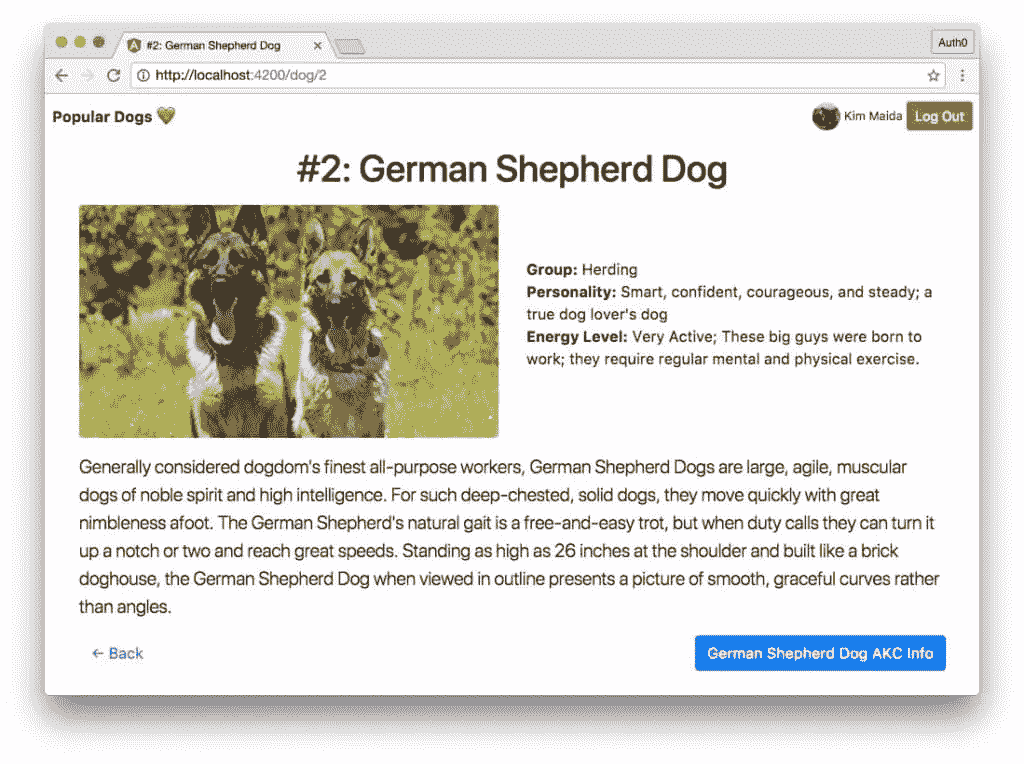 #2: German Shepherd Dog
Auth0
http://localhost:4200/dog/2
Popular Dogs
Kim Maida
Log Out
#2: German Shepherd Dog
Group: Herding
Personality: Smart, confident, courageous, and steady; a
true dog lover's dog
Energy Level: Very Active; These big guys were born to
work; they require regular mental and physical exercise.
Generally considered dogdom's finest all-purpose workers, German Shepherd Dogs are large, agile, muscular
dogs of noble spirit and high intelligence. For such deep-chested, solid dogs, they move quickly with great
nimbleness afoot. The German Shepherd's natural gait is a free-and-easy trot, but when duty calls they can turn it
up a notch or two and reach great speeds. Standing as high as 26 inches at the shoulder and built like a brick
doghouse, the German Shepherd Dog when viewed in outline presents a picture of smooth, graceful curves rather
than angles.
← Back
German Shepherd Dog AKC Info